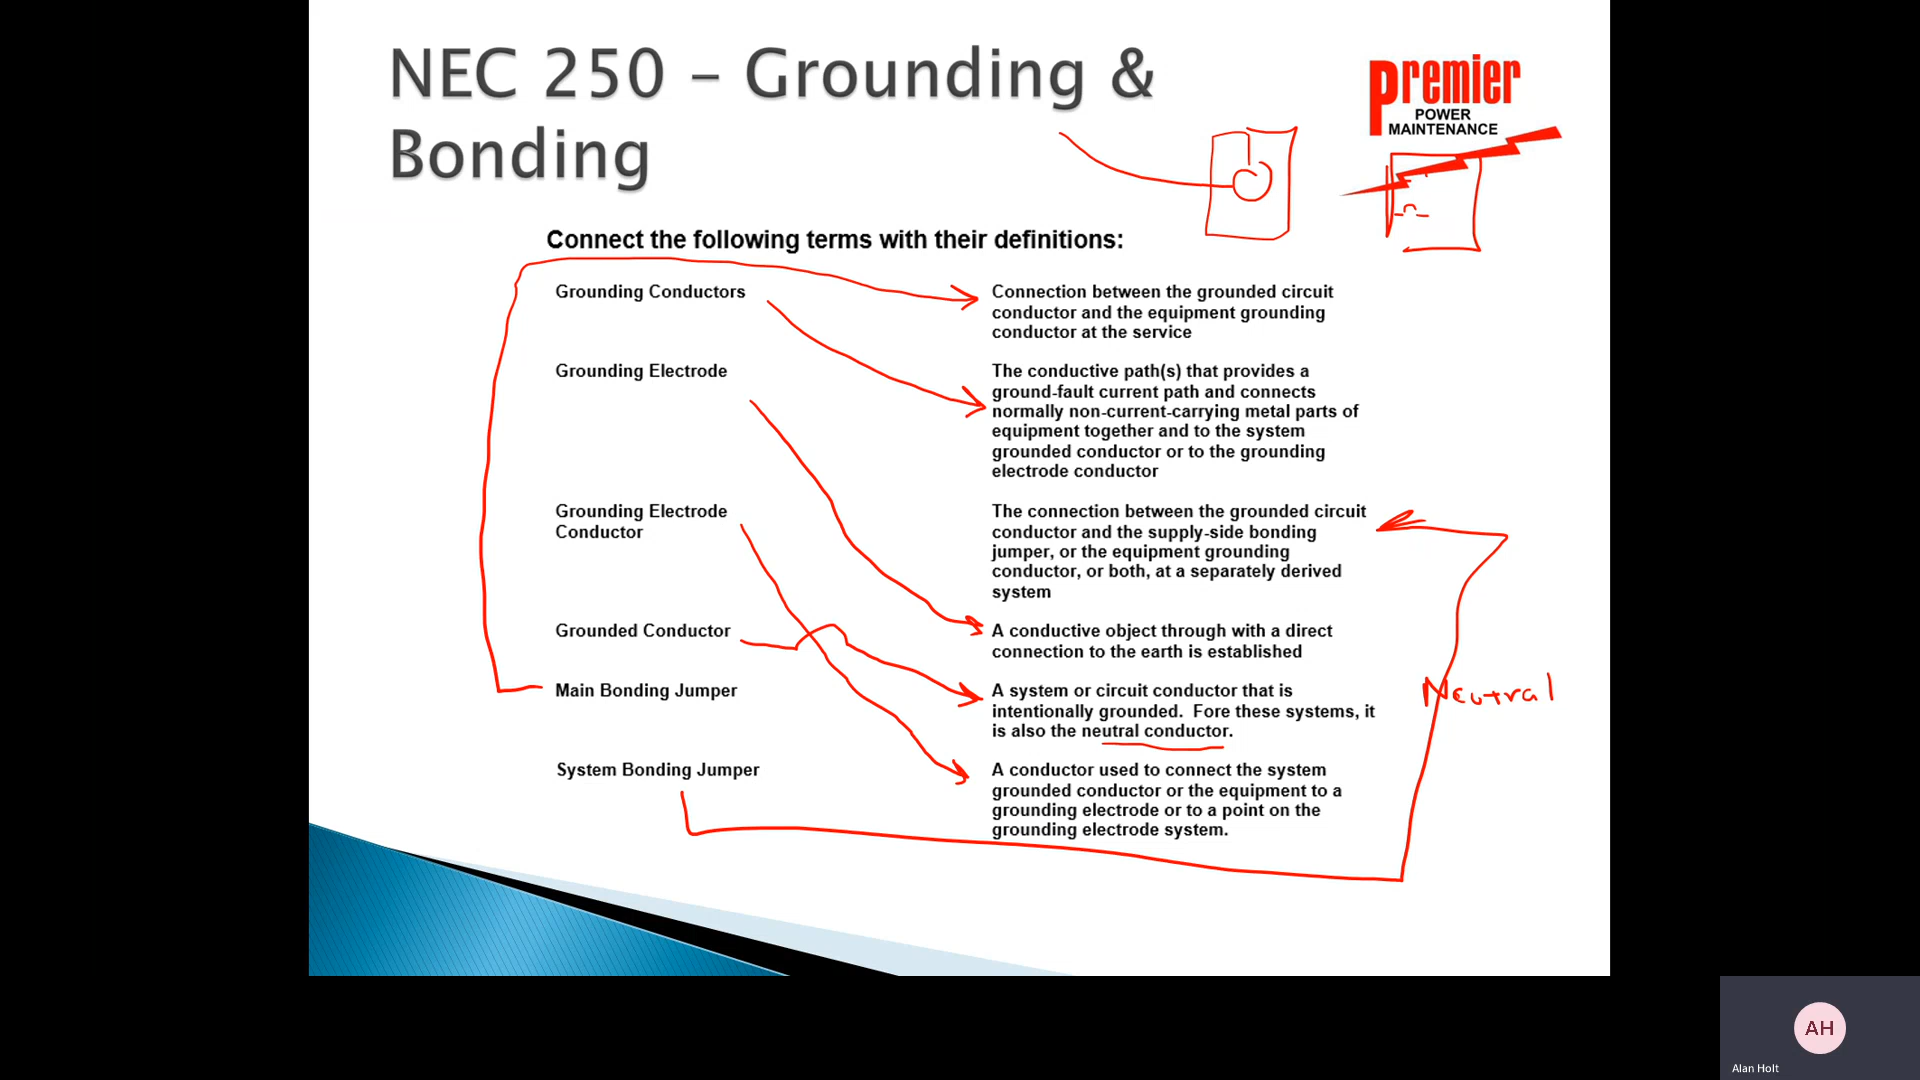 NEC 250 – Grounding &
Bonding
premier
POWER
MAINTENANCE
Connect the following terms with their definitions:
Grounding Conductors
Grounding Electrode
Grounding Electrode
Conductor
Grounded Conductor
Main Bonding Jumper
System Bonding Jumper
Connection between the grounded circuit
conductor and the equipment grounding
conductor at the service
The conductive path(s) that provides a
ground-fault current path and connects
normally non-current-carrying metal parts of
equipment together and to the system
grounded conductor or to the grounding
electrode conductor
The connection between the grounded circuit
conductor and the supply-side bonding
jumper, or the equipment grounding
conductor, or both, at a separately derived
system
A conductive object through with a direct
connection to the earth is established
A system or circuit conductor that is
intentionally grounded.  Fore these systems, it
is also the neutral conductor.
A conductor used to connect the system
grounded conductor or the equipment to a
grounding electrode or to a point on the
grounding electrode system.
Neutral
AH
Alan Holt